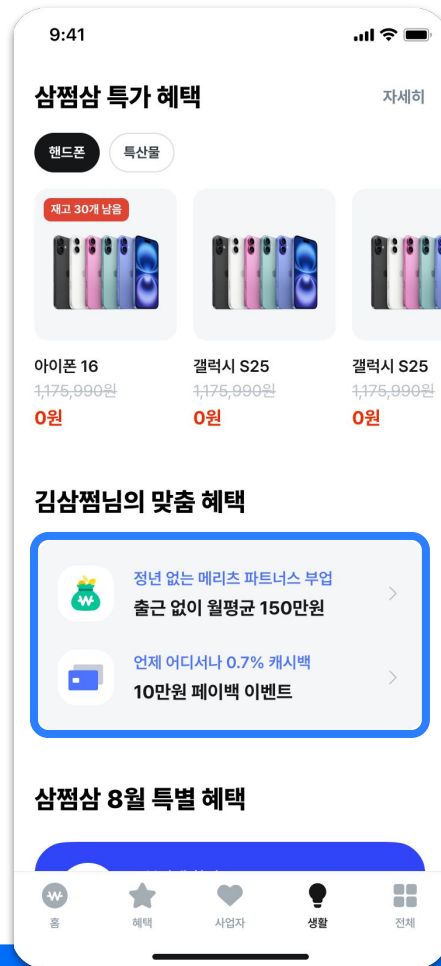 9:41
삼쩜삼 특가 혜택
자세히
핸드폰
특산물
재고 30개 남음
아이폰 16
갤럭시 S25
갤럭시 S25
1,175,990원
1,175,990원
1,175,990원
0원
0원
0원
김삼쩜님의 맞춤 혜택
정년 없는 메리츠 파트너스 부업
출근 없이 월평균 150만원
언제 어디서나 0.7% 캐시백
10만원 페이백 이벤트
삼쩜삼 8월 특별 혜택
홈
혜택
사업자
생활
전체